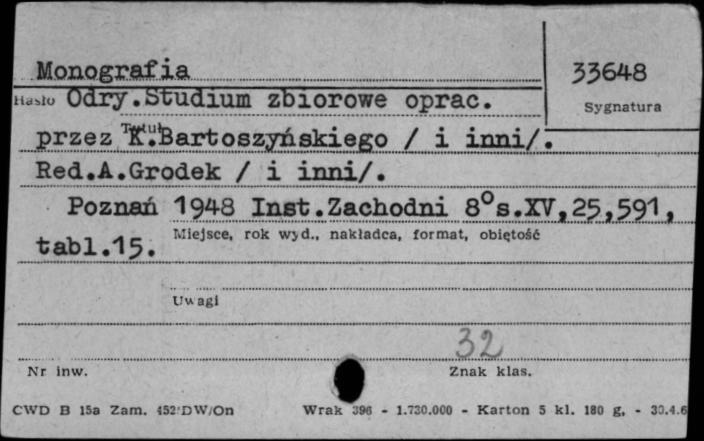 Monografia 33648
Hasło Odry.Studium zbiorowe oprac. Sygnatura
Tytuł
przez K.Bartoszyńskiego / i inni/.
Red.A.Grodek / i inni/.
Poznań 1948 Inst.Zachodni 8° s.XV,25,591,
Miejsce, rok wyd., nakładca, format, objętość
tabl.15.
Uwagi
32
Nr inw. Znak klas.
CWD B 15a Zam. 452/DW/On Wrak 396 - 1.730.000 - Karton 5 kl. 180 g. - 30.4.6